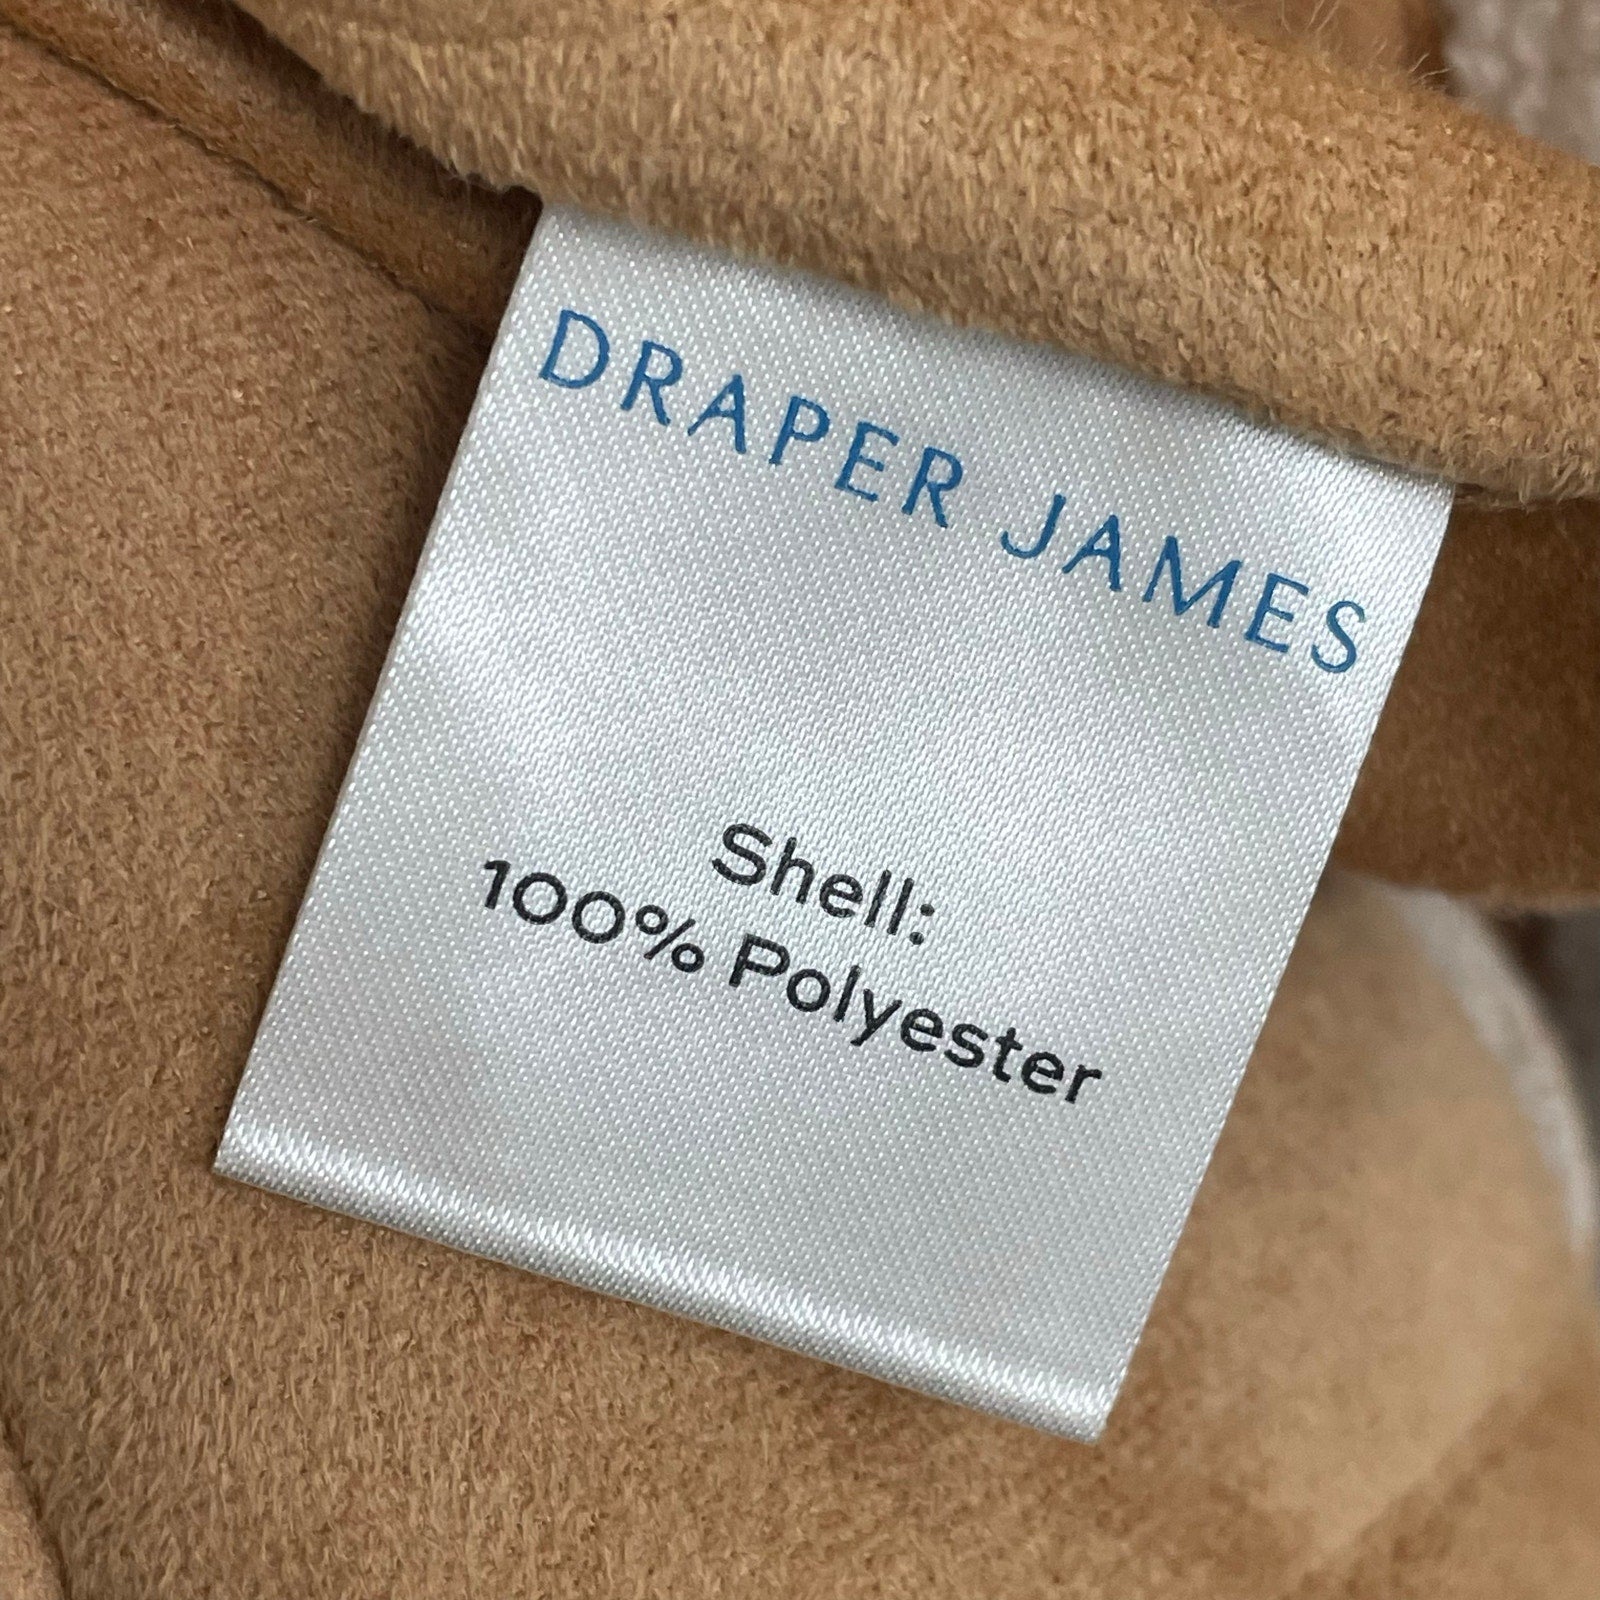 DRAPER JAMES
Shell:
100% Polyester